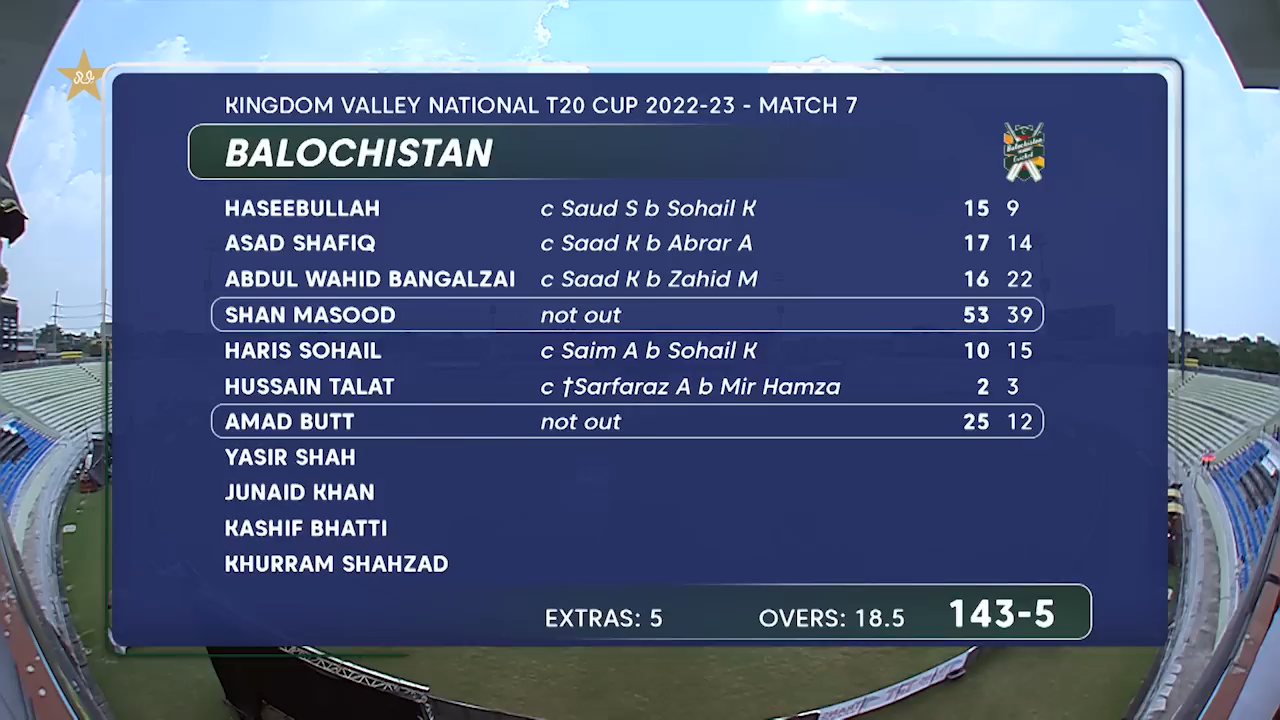 KINGDOM VALLEY NATIONAL T20 CUP 2022-23 - MATCH 7
BALOCHISTAN
Balochistan
Cricket
HASEEBULLAH c Saud S b Sohail K 15 9
ASAD SHAFIQ c Saad K b Abrar A 17 14
ABDUL WAHID BANGALZAI c Saad K b Zahid M 16 22
SHAN MASOOD not out 53 39
HARIS SOHAIL c Saim A b Sohail K 10 15
HUSSAIN TALAT c †Sarfaraz A b Mir Hamza 2 3
AMAD BUTT not out 25 12
YASIR SHAH
JUNAID KHAN
KASHIF BHATTI
KHURRAM SHAHZAD
EXTRAS: 5 OVERS: 18.5 143-5